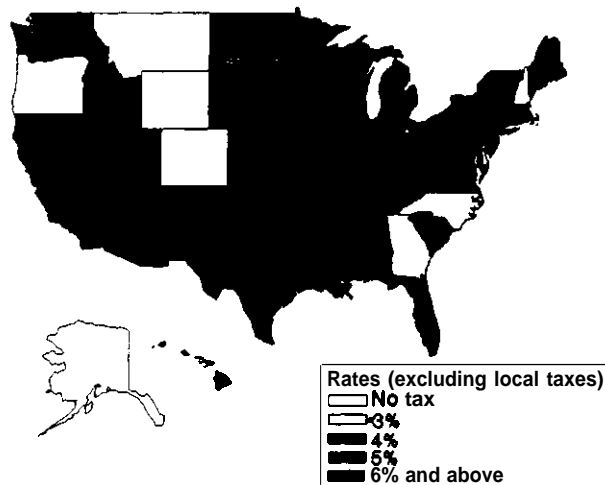 Rates (excluding local taxes)
No tax
3%
4%
5%
6% and above